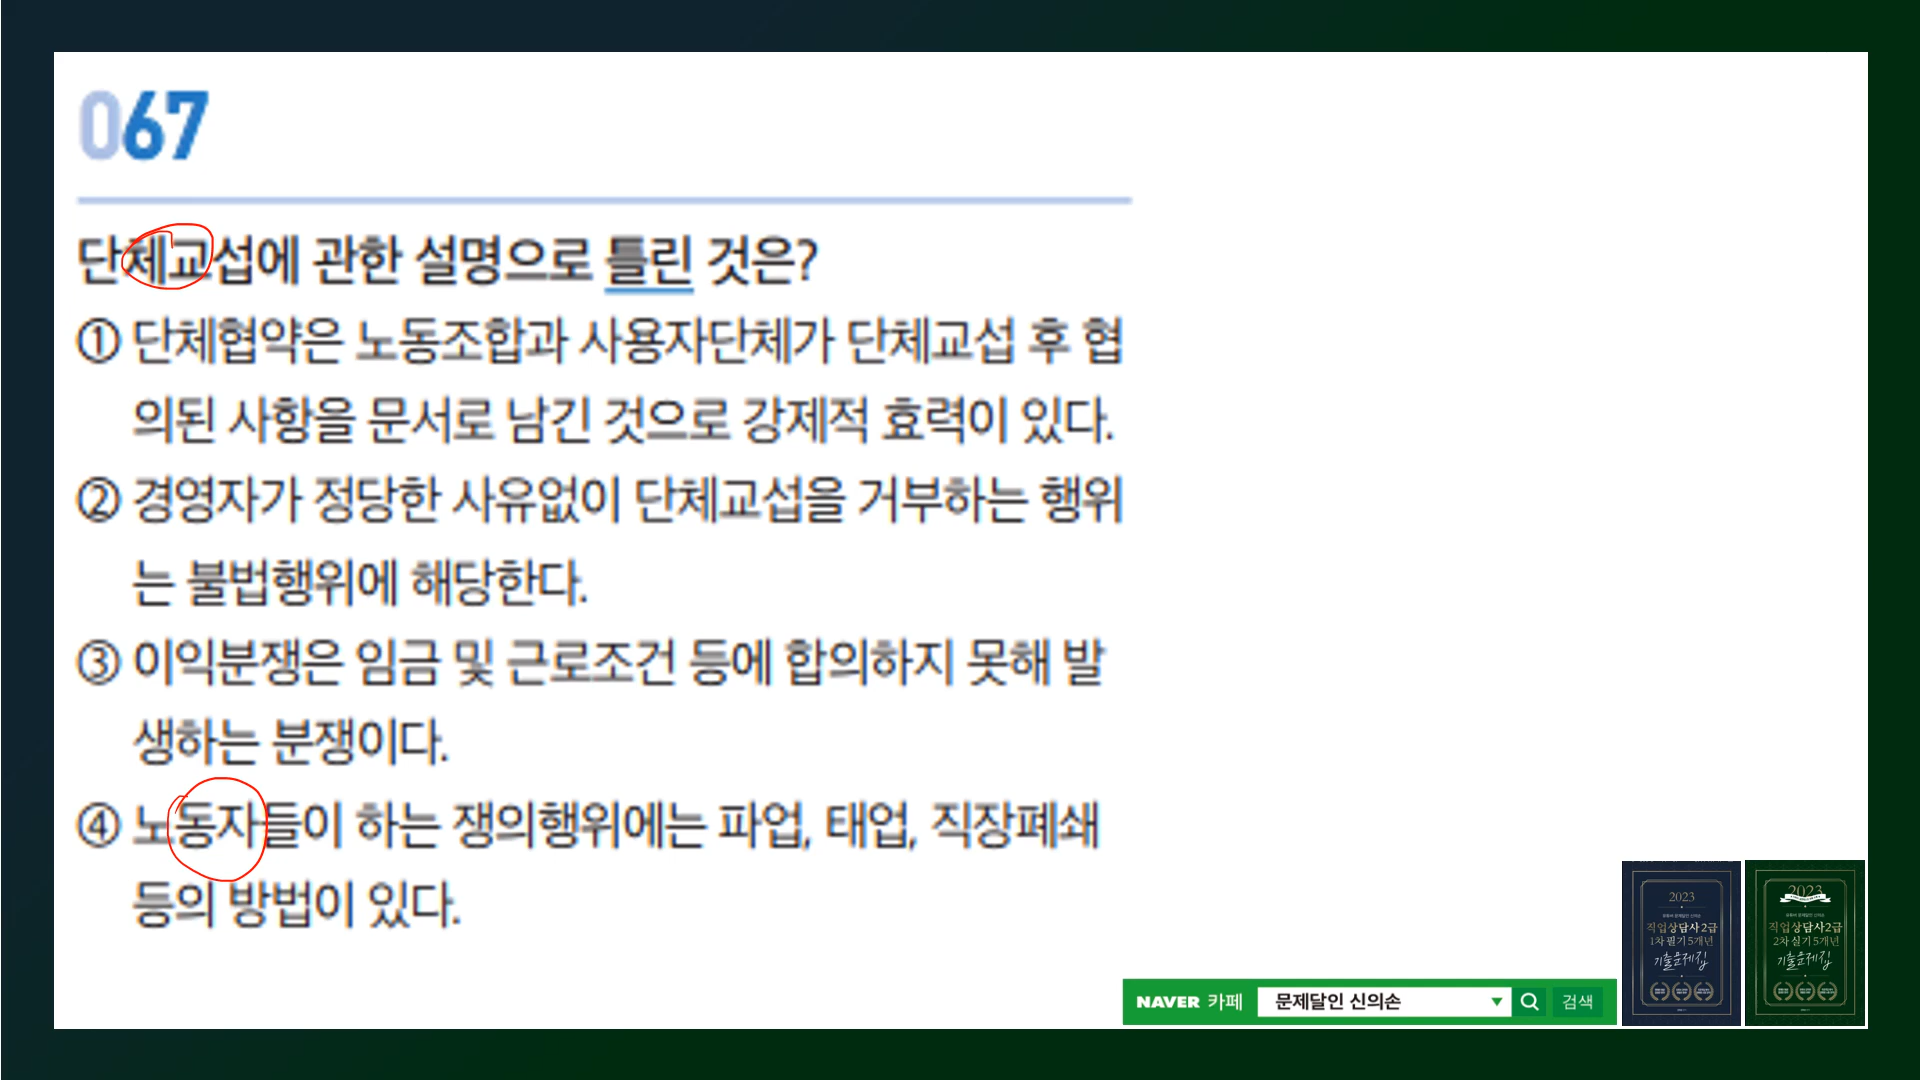 067
단체교섭에 관한 설명으로 틀린 것은?
① 단체협약은 노동조합과 사용자단체가 단체교섭 후 협
의된 사항을 문서로 남긴 것으로 강제적 효력이 있다.
② 경영자가 정당한 사유없이 단체교섭을 거부하는 행위
는 불법행위에 해당한다.
③ 이익분쟁은 임금 및 근로조건 등에 합의하지 못해 발
생하는 분쟁이다.
④ 노동자들이 하는 쟁의행위에는 파업, 태업, 직장폐쇄
등의 방법이 있다.
NAVER 카페 문제달인 신의손 검색
2023
직업상담사 2급
1차 필기 5개년
기출문제집
2023
직업상담사 2급
2차 실기 5개년
기출문제집